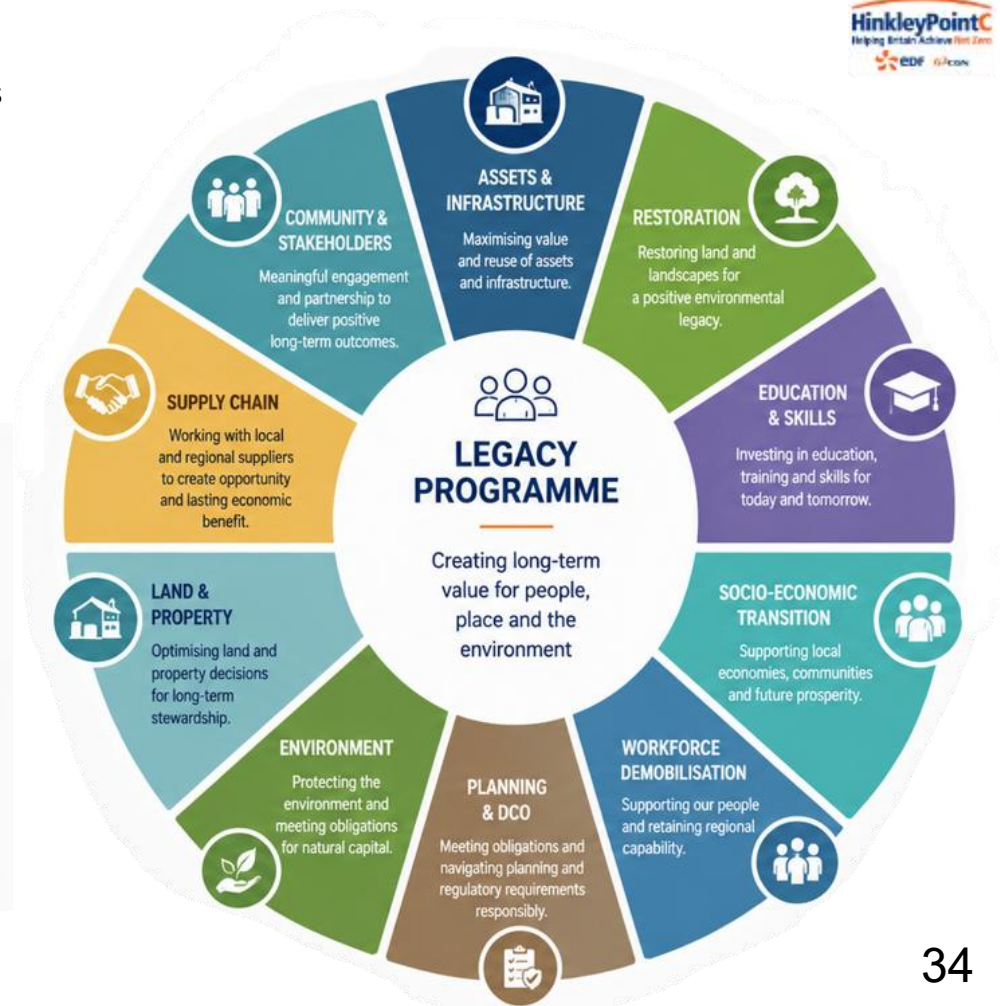 HinkleyPointC
Helping Britain Achieve Net Zero
eDF
CGN
s
ASSETS &
INFRASTRUCTURE
Maximising value
and reuse of assets
and infrastructure.
RESTORATION
Restoring land and
landscapes for
a positive environmental
legacy.
EDUCATION
& SKILLS
Investing in education,
training and skills for
today and tomorrow.
SOCIO-ECONOMIC
TRANSITION
Supporting local
economies, communities
and future prosperity.
WORKFORCE
DEMOBILISATION
Supporting our people
and retaining regional
capability.
PLANNING
& DCO
Meeting obligations and
navigating planning and
regulatory requirements
responsibly.
ENVIRONMENT
Protecting the
environment and
meeting obligations
for natural capital.
LAND &
PROPERTY
Optimising land and
property decisions
for long-term
stewardship.
SUPPLY CHAIN
Working with local
and regional suppliers
to create opportunity
and lasting economic
benefit.
COMMUNITY &
STAKEHOLDERS
Meaningful engagement
and partnership to
deliver positive
long-term outcomes.
LEGACY
PROGRAMME
Creating long-term
value for people,
place and the
environment
34